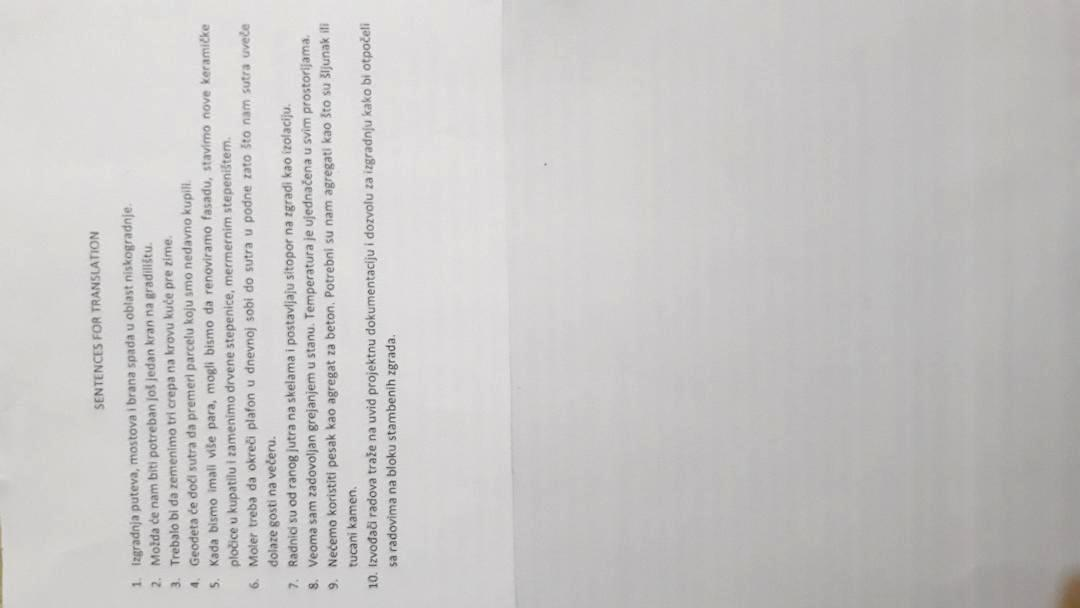 SENTENCES FOR TRANSLATION
1. Izgradnja puteva, mostova i brana spada u oblast niskogradnje.
2. Možda će nam biti potreban još jedan kran na gradilištu.
3. Trebalo bi da zemenimo tri crepa na krovu kuće pre zime.
4. Geodeta će doći sutra da premeri parcelu koju smo nedavno kupili.
5. Kada bismo imali više para, mogli bismo da renoviramo fasadu, stavimo nove keramičke
pločice u kupatilu i zamenimo drvene stepenice, mermernim stepeništem.
6. Moler treba da okreči plafon u dnevnoj sobi do sutra u podne zato što nam sutra uveče
dolaze gosti na večeru.
7. Radnici su od ranog jutra na skelama i postavljaju sitopor na zgradi kao izolaciju.
8. Veoma sam zadovoljan grejanjem u stanu. Temperatura je ujednačena u svim prostorijama.
9. Nećemo koristiti pesak kao agregat za beton. Potrebni su nam agregati kao što su šljunak ili
tucani kamen.
10. Izvođači radova traže na uvid projektnu dokumentaciju i dozvolu za izgradnju kako bi otpočeli
sa radovima na bloku stambenih zgrada.